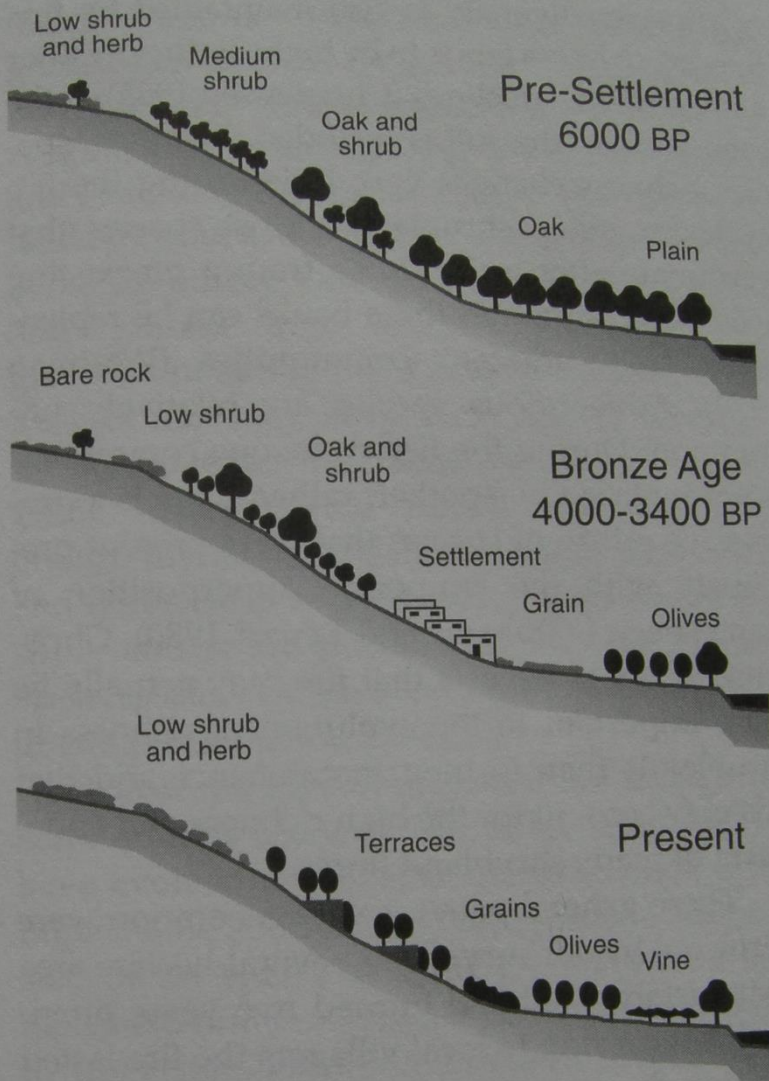 Low shrub
and herb
Medium
shrub
Pre-Settlement
6000 BP
Oak and
shrub
Oak
Plain
Bare rock
Low shrub
Oak and
shrub
Bronze Age
4000-3400 BP
Settlement
Grain
Olives
Low shrub
and herb
Present
Terraces
Grains
Olives
Vine